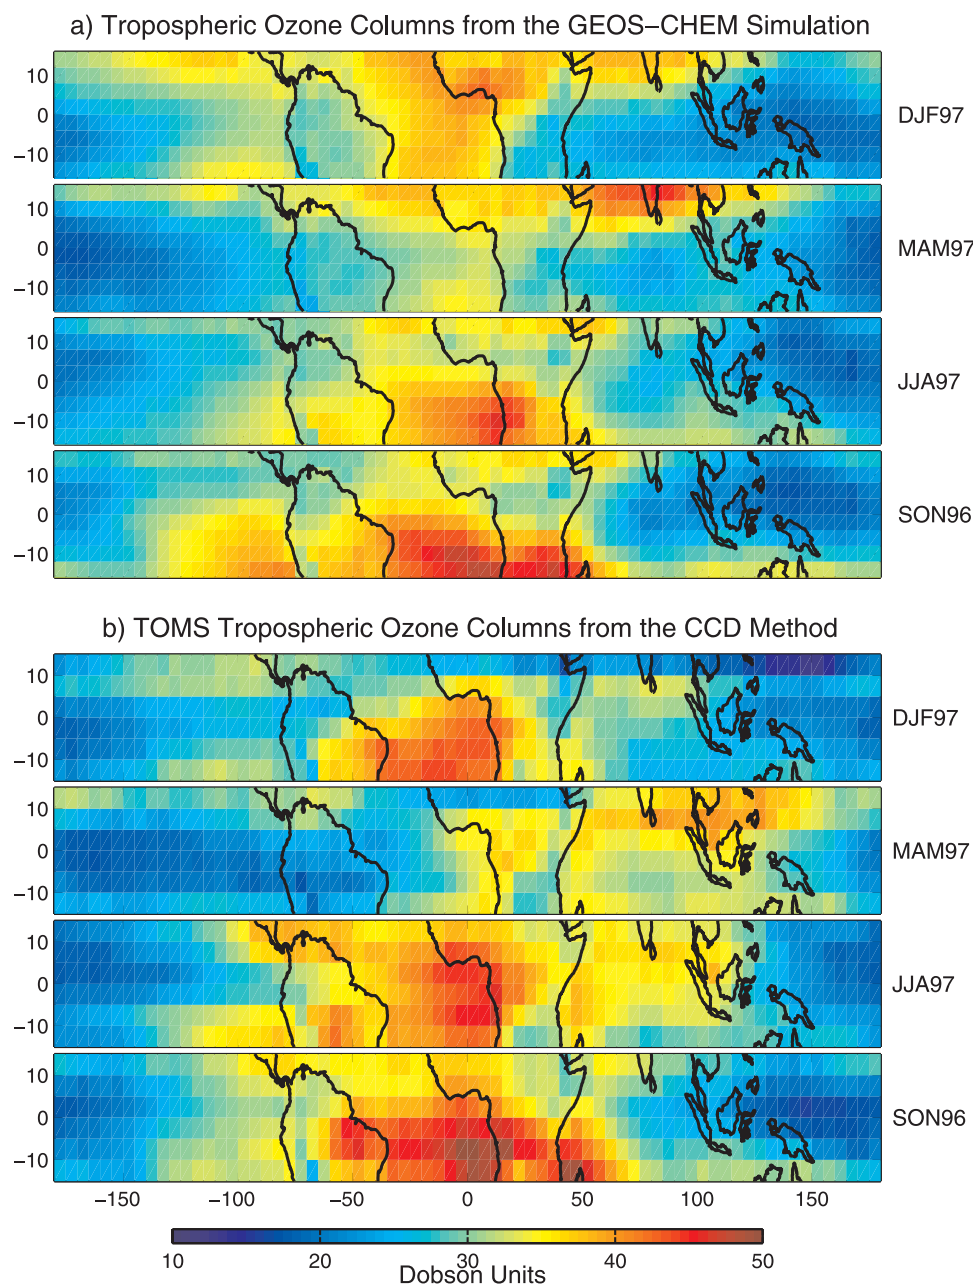 a) Tropospheric Ozone Columns from the GEOS−CHEM Simulation
10
0
−10
DJF97
10
0
−10
MAM97
10
0
−10
JJA97
10
0
−10
SON96
b) TOMS Tropospheric Ozone Columns from the CCD Method
10
0
−10
DJF97
10
0
−10
MAM97
10
0
−10
JJA97
10
0
−10
SON96
−150 −100 −50 0 50 100 150
10 20 30 40 50
Dobson Units